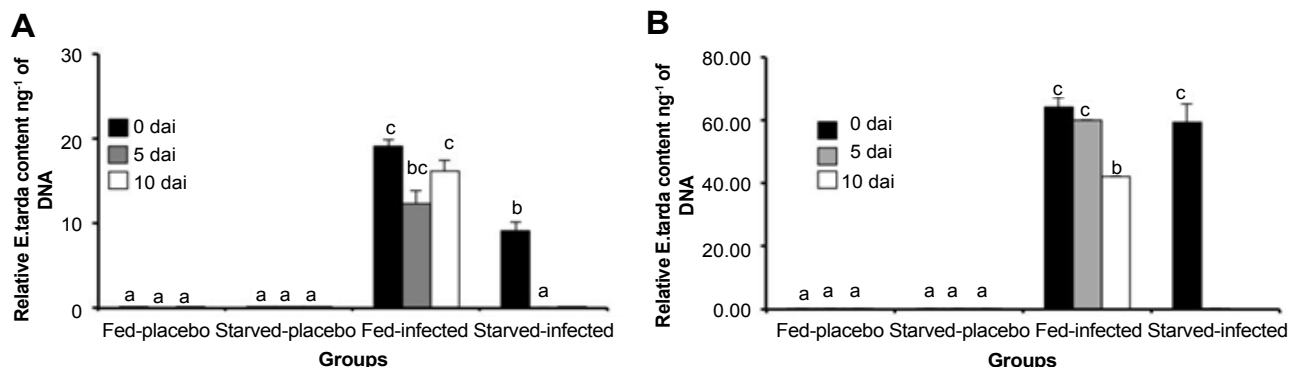 A
Relative E.tarda content ng⁻¹ of
DNA
30
20
10
0
0 dai
5 dai
10 dai
a a a
a a a
c
bc
c
b
a
Fed-placebo Starved-placebo Fed-infected Starved-infected
Groups
B
Relative E.tarda content ng⁻¹ of
DNA
80.00
60.00
40.00
20.00
0.00
a a a
a a a
c
c
b
c
0 dai
5 dai
10 dai
Fed-placebo Starved-placebo Fed-infected Starved-infected
Groups